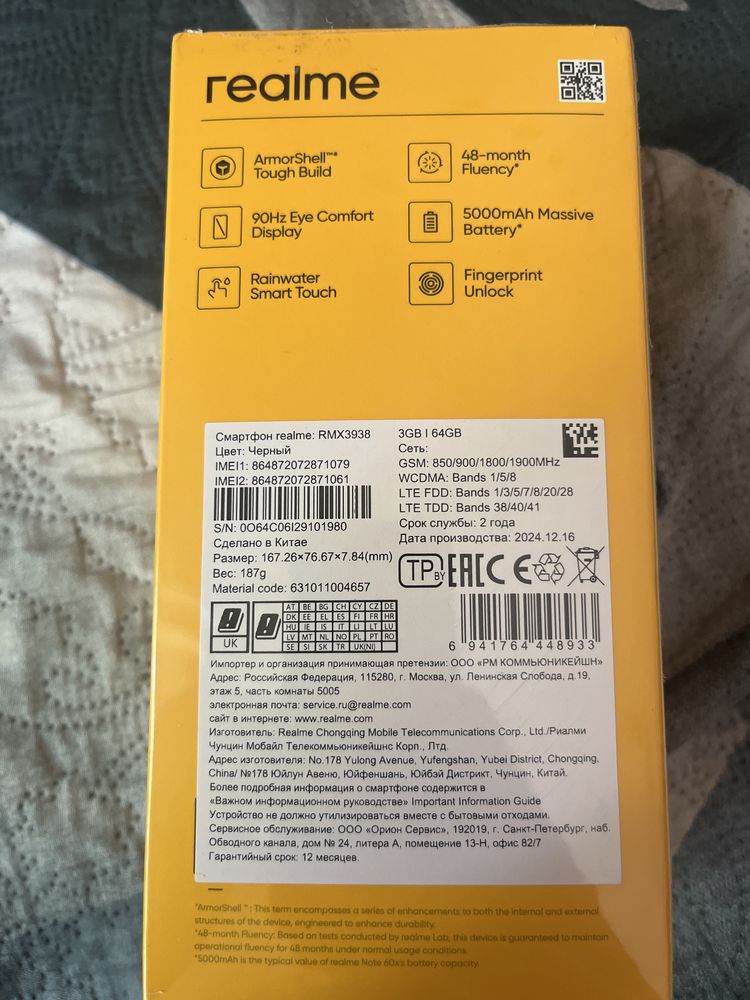 realme
ArmorShell™*
Tough Build
48-month
Fluency*
90Hz Eye Comfort
Display
5000mAh Massive
Battery*
Rainwater
Smart Touch
Fingerprint
Unlock
Смартфон realme: RMX3938
Цвет: Черный
IMEI1: 864872072871079
IMEI2: 864872072871061
S/N: 0O64C06I29101980
Сделано в Китае
Размер: 167.26×76.67×7.84(mm)
Вес: 187g
Material code: 631011004657
3GB | 64GB
Сеть:
GSM: 850/900/1800/1900MHz
WCDMA: Bands 1/5/8
LTE FDD: Bands 1/3/5/7/8/20/28
LTE TDD: Bands 38/40/41
Срок службы: 2 года
Дата производства: 2024.12.16
TP BY EAC CE
UK
AT BE BG CH CY CZ DE
DK EE EL ES FI FR HR
HU IE IS IT LI LT LU
LV MT NL NO PL PT RO
SE SI SK TR UK(NI)
6 941764 448933
Импортер и организация принимающая претензии: ООО «РМ КОММЬЮНИКЕЙШН»
Адрес: Российская Федерация, 115280, г. Москва, ул. Ленинская Слобода, д.19,
этаж 5, часть комнаты 5005
электронная почта: service.ru@realme.com
сайт в интернете: www.realme.com
Изготовитель: Realme Chongqing Mobile Telecommunications Corp., Ltd./Риалми
Чунцин Мобайл Телекоммьюникейшнс Корп., Лтд.
Адрес изготовителя: No.178 Yulong Avenue, Yufengshan, Yubei District, Chongqing.
China/ №178 Юйлун Авеню, Юйфеншань, Юйбэй Дистрикт, Чунцин, Китай.
Более подробная информация о смартфоне содержится в
«Важном информационном руководстве» Important Information Guide
Устройство не должно утилизироваться вместе с бытовыми отходами.
Сервисное обслуживание: ООО «Орион Сервис», 192019, г. Санкт-Петербург, наб.
Обводного канала, дом № 24, литера А, помещение 13-Н, офис 82/7
Гарантийный срок: 12 месяцев.
*ArmorShell ™: This term encompasses a series of enhancements to both the internal and external
structures of the device, engineered to enhance durability.
*48-month Fluency: Based on tests conducted by realme Lab, this device is guaranteed to maintain
operational fluency for 48 months under normal usage conditions.
*5000mAh is the typical value of realme Note 60x's battery capacity.